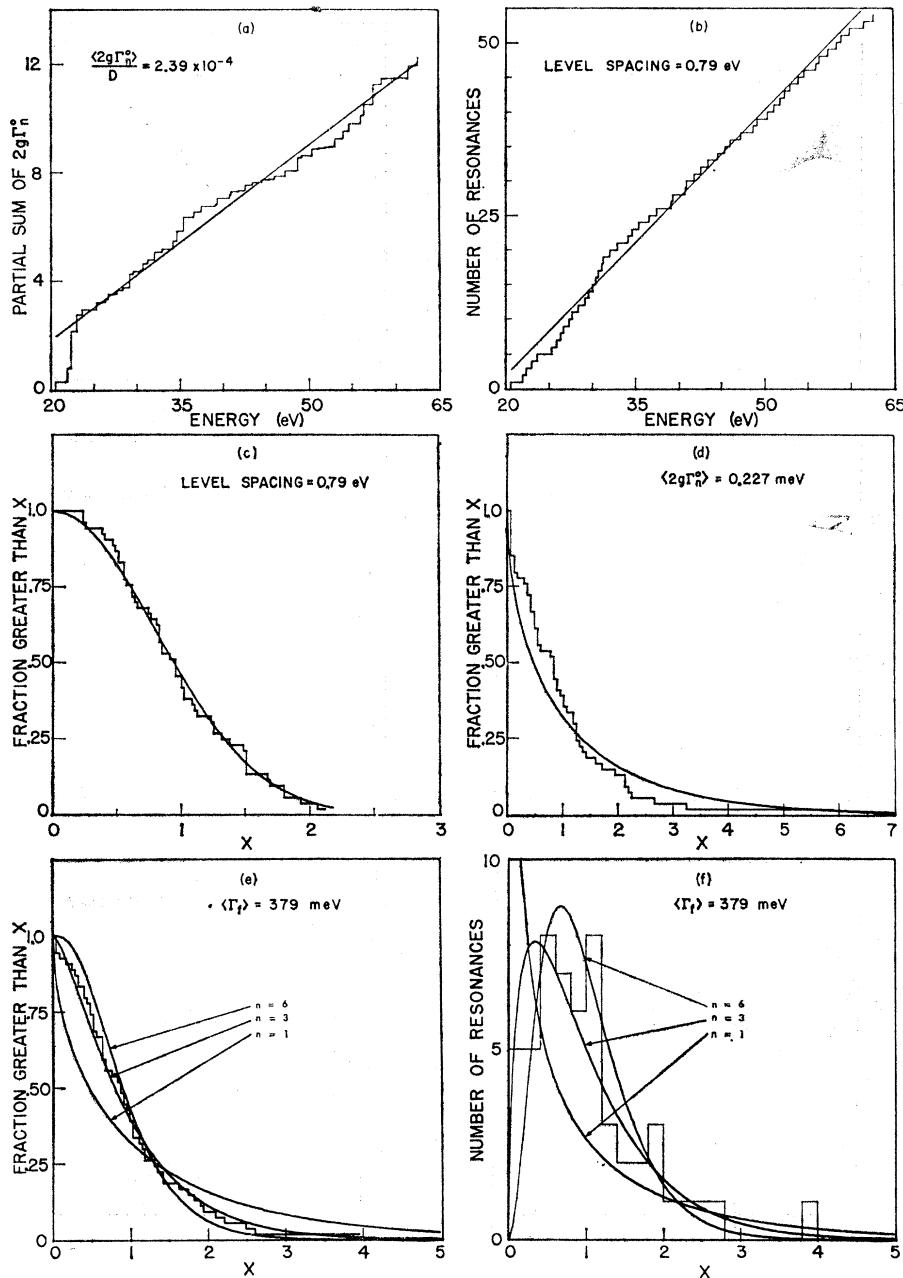 (a)
⟨2gΓₙ⁰⟩
D
= 2.39 x10⁻⁴
PARTIAL SUM OF 2gΓₙ⁰
12
8
4
0
20
35
50
65
ENERGY (eV)
(b)
LEVEL SPACING = 0.79 eV
NUMBER OF RESONANCES
50
25
0
20
35
50
65
ENERGY (eV)
(c)
LEVEL SPACING = 0.79 eV
FRACTION GREATER THAN X
1.0
.75
.50
.25
0
0
1
2
3
X
(d)
⟨2gΓₙ⁰⟩ = 0.227 meV
FRACTION GREATER THAN X
1.0
.75
.50
.25
0
0
1
2
3
4
5
6
7
X
(e)
⟨Γf⟩ = 379 meV
FRACTION GREATER THAN X
1.0
.75
.50
.25
0
n = 6
n = 3
n = 1
0
1
2
3
4
5
X
(f)
⟨Γf⟩ = 379 meV
NUMBER OF RESONANCES
10
5
0
n = 6
n = 3
n = 1
0
1
2
3
4
5
X